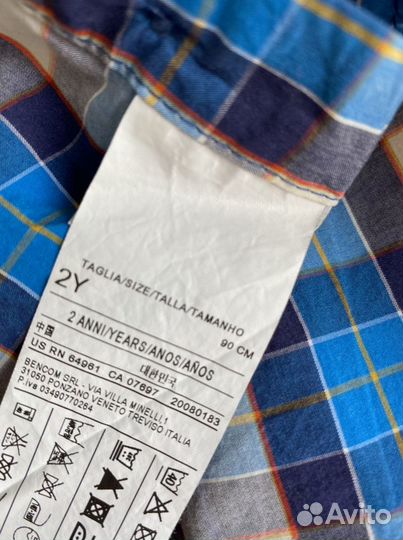 TAGLIA/SIZE/TALLA/TAMANHO
2Y
90 CM
2 ANNI/YEARS/ANOS/AÑOS
中国 대한민국
US RN 64961 CA 07697 20080183
BENCOM SRL - VIA VILLA MINELLI,1
31050 PONZANO VENETO TREVISO ITALIA
P.iva 03490770264
Avito